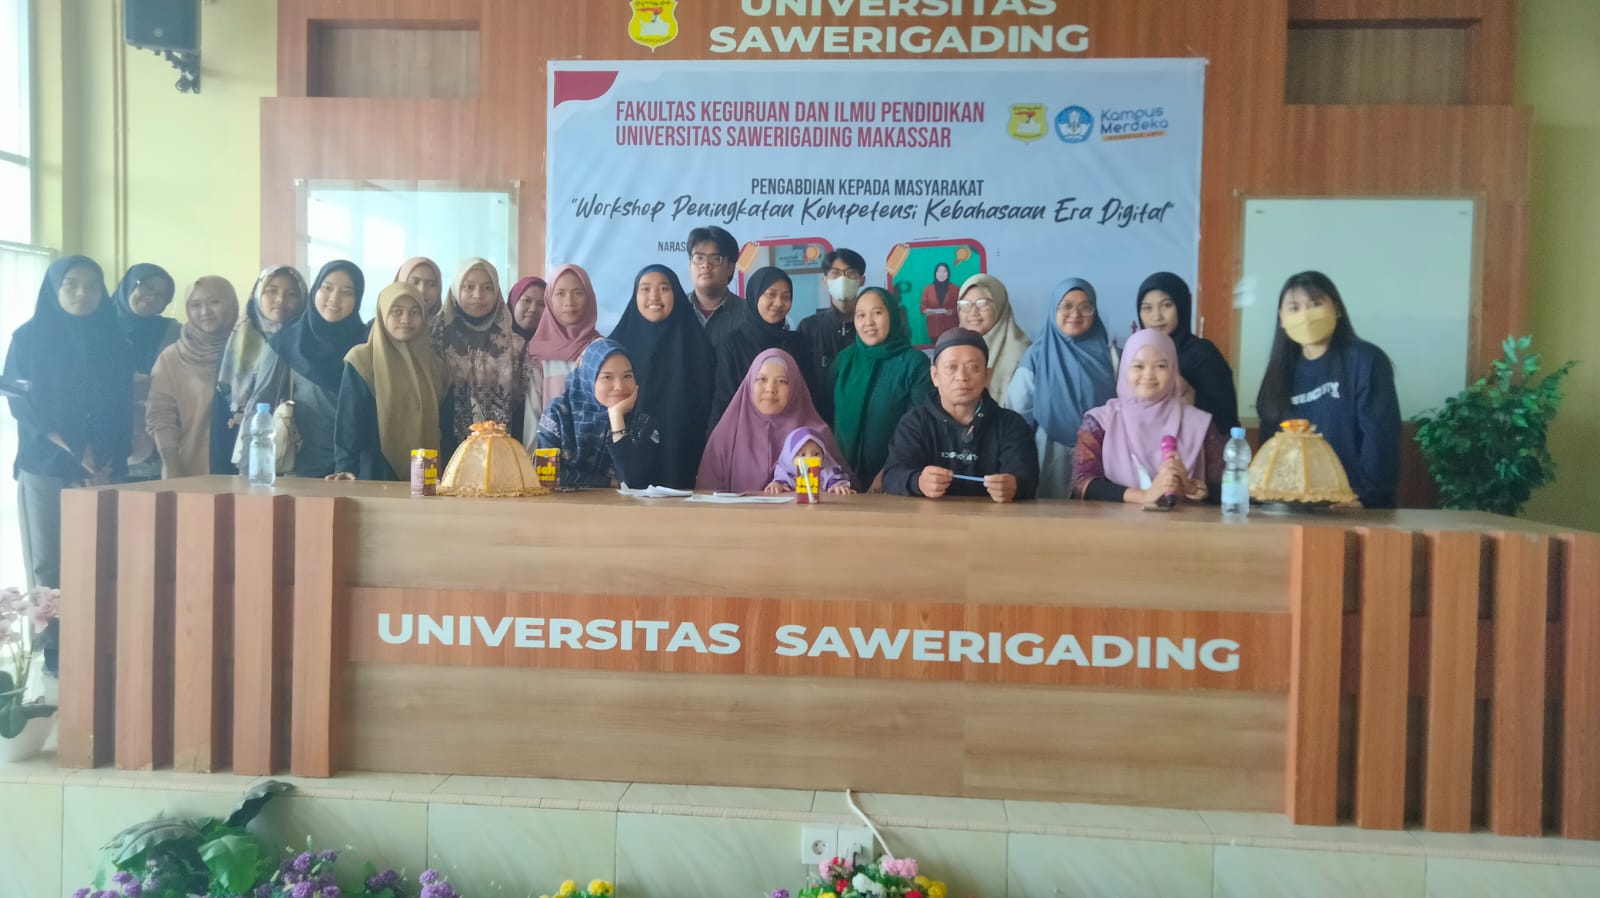 UNIVERSITAS
SAWERIGADING
FAKULTAS KEGURUAN DAN ILMU PENDIDIKAN
UNIVERSITAS SAWERIGADING MAKASSAR
Kampus
Merdeka
PENGABDIAN KEPADA MASYARAKAT
"Workshop Peningkatan Kompetensi Kebahasaan Era Digital"
UNIVERSITAS SAWERIGADING